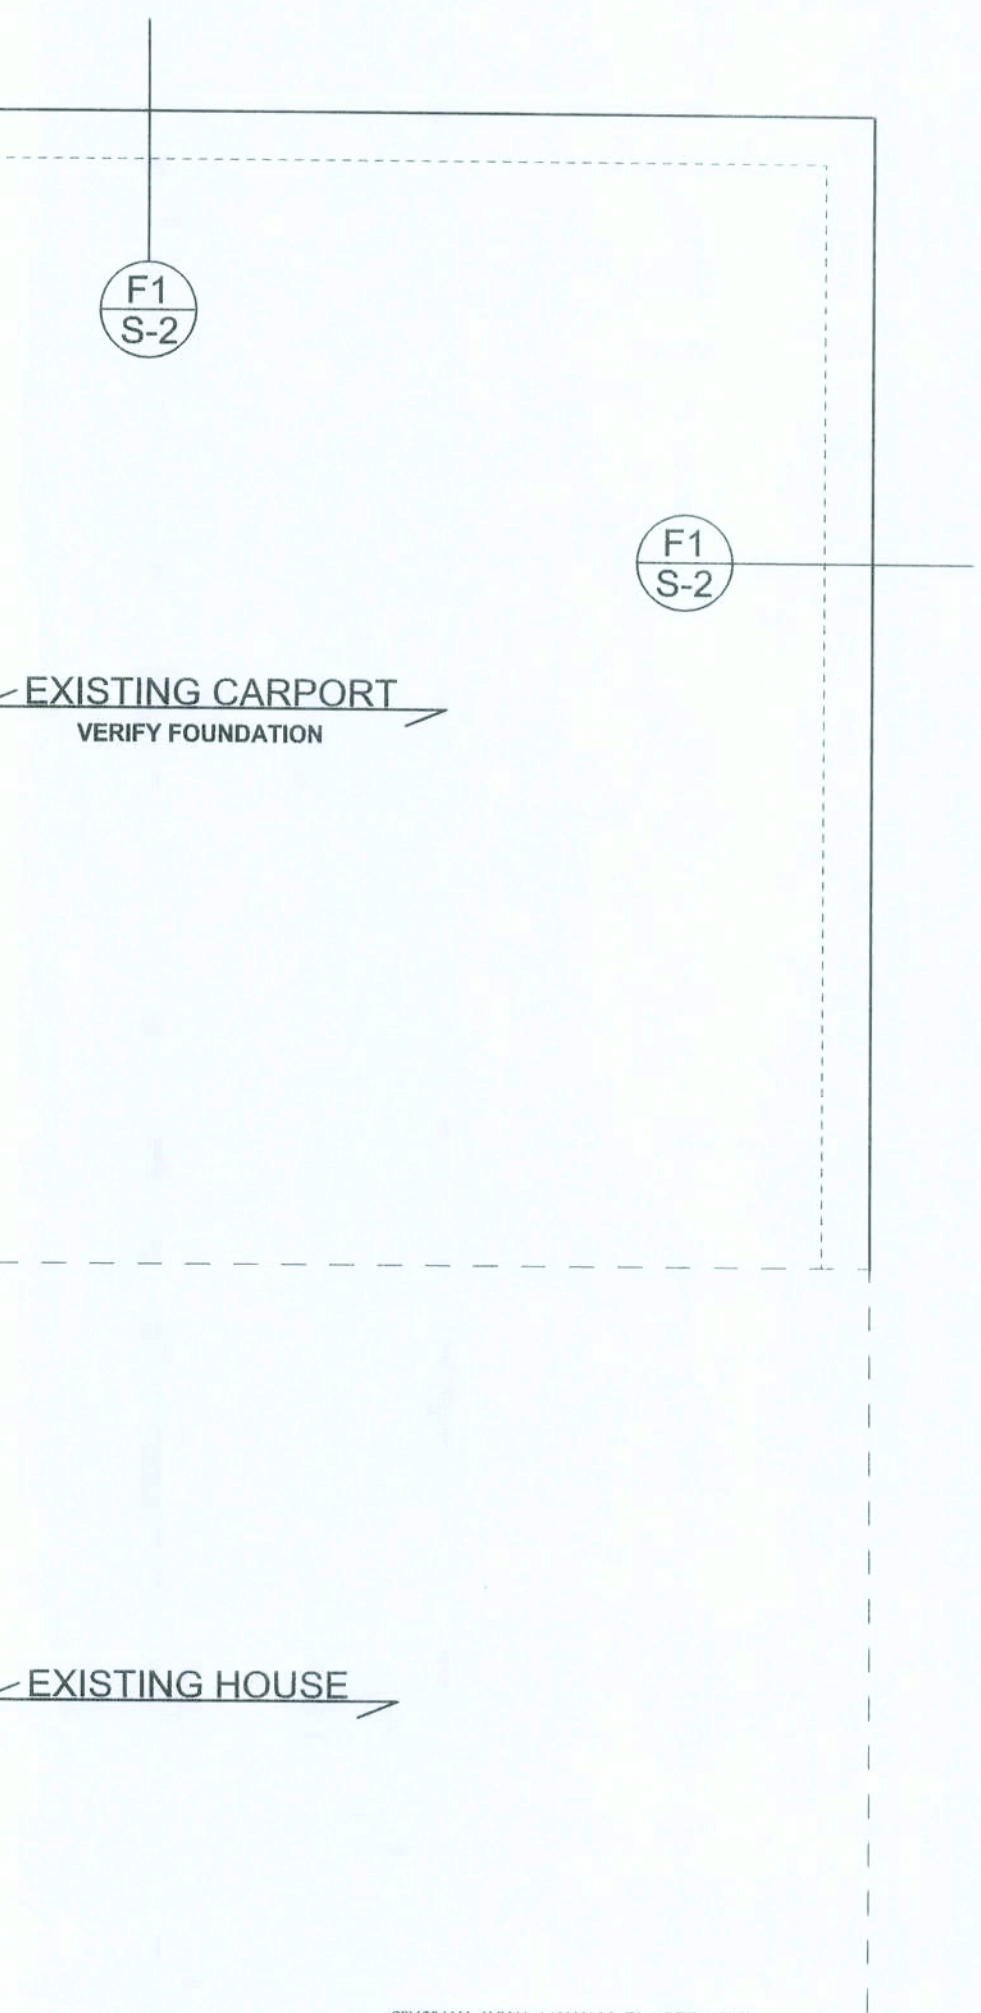 F1
S-2
F1
S-2
EXISTING CARPORT
VERIFY FOUNDATION
EXISTING HOUSE